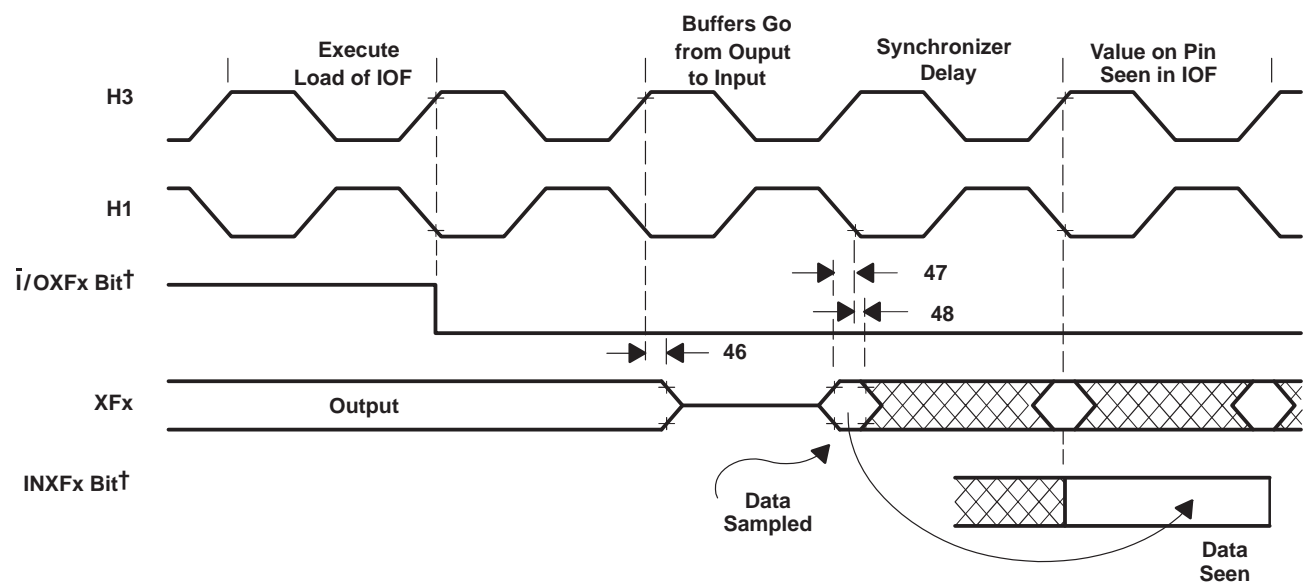 Execute
Load of IOF
Buffers Go
from Ouput
to Input
Synchronizer
Delay
Value on Pin
Seen in IOF
H3
H1
Ī/OXFx Bit†
47
48
46
XFx
Output
INXFx Bit†
Data
Sampled
Data
Seen